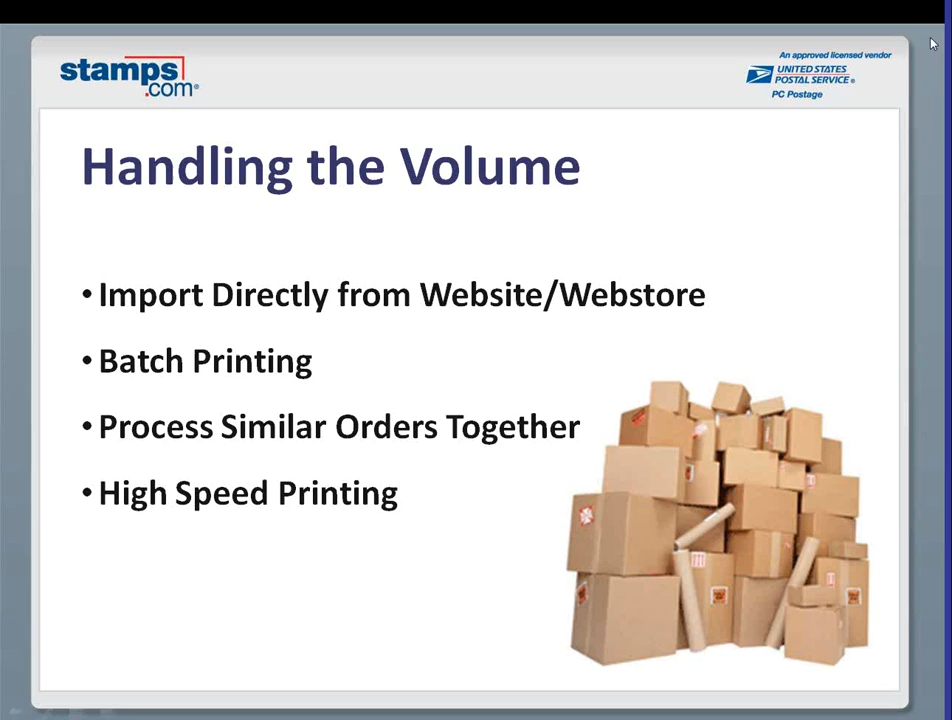 stamps
.com®
An approved licensed vendor
UNITED STATES
POSTAL SERVICE®
PC Postage
Handling the Volume
• Import Directly from Website/Webstore
• Batch Printing
• Process Similar Orders Together
• High Speed Printing